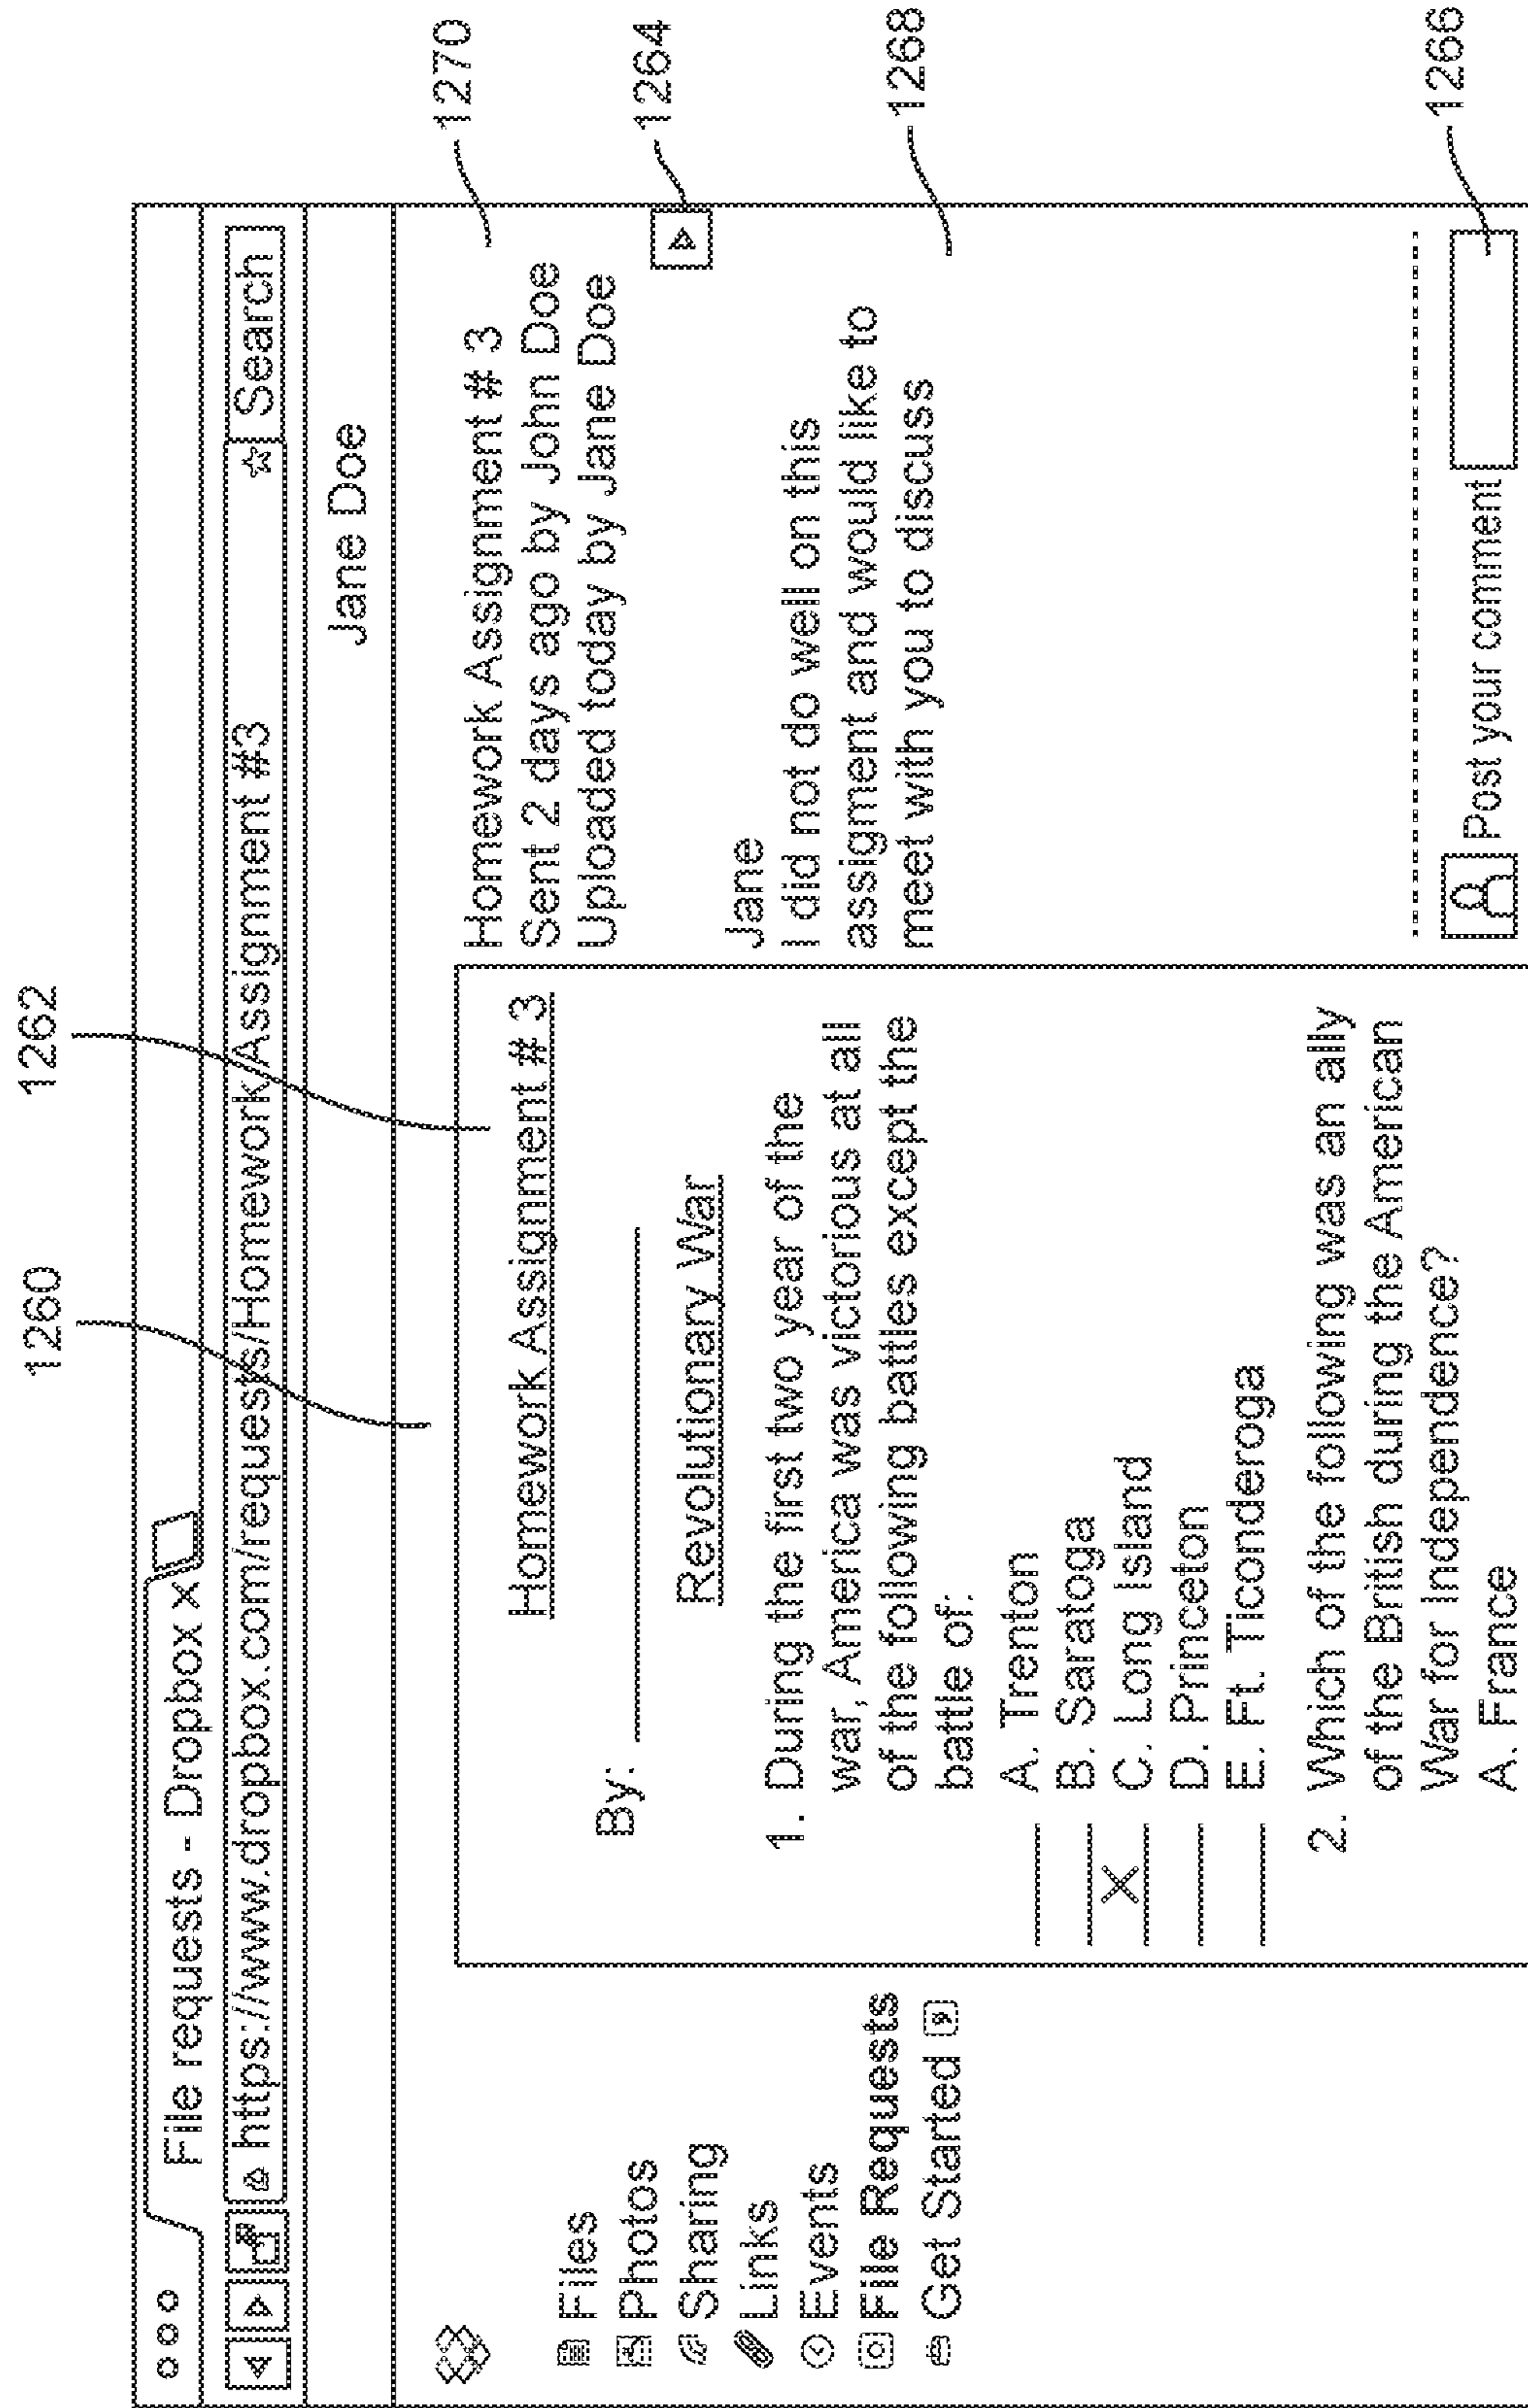 1260
1262
File requests - Dropbox x
https://www.dropbox.com/requests/HomeworkAssignment #3
Search
Jane Doe
Files
Photos
Sharing
Links
Events
File Requests
Get Started 9
Homework Assignment # 3
By:
Revolutionary War
1. During the first two year of the
war, America was victorious at all
of the following battles except the
battle of:
A. Trenton
B. Saratoga
X C. Long Island
D. Princeton
E. Ft. Ticonderoga
2. Which of the following was an ally
of the British during the American
War for Independence?
A. France
Homework Assignment # 3
Sent 2 days ago by John Doe
Uploaded today by Jane Doe
Jane
I did not do well on this
assignment and would like to
meet with you to discuss
Post your comment
1270
1264
1268
1266